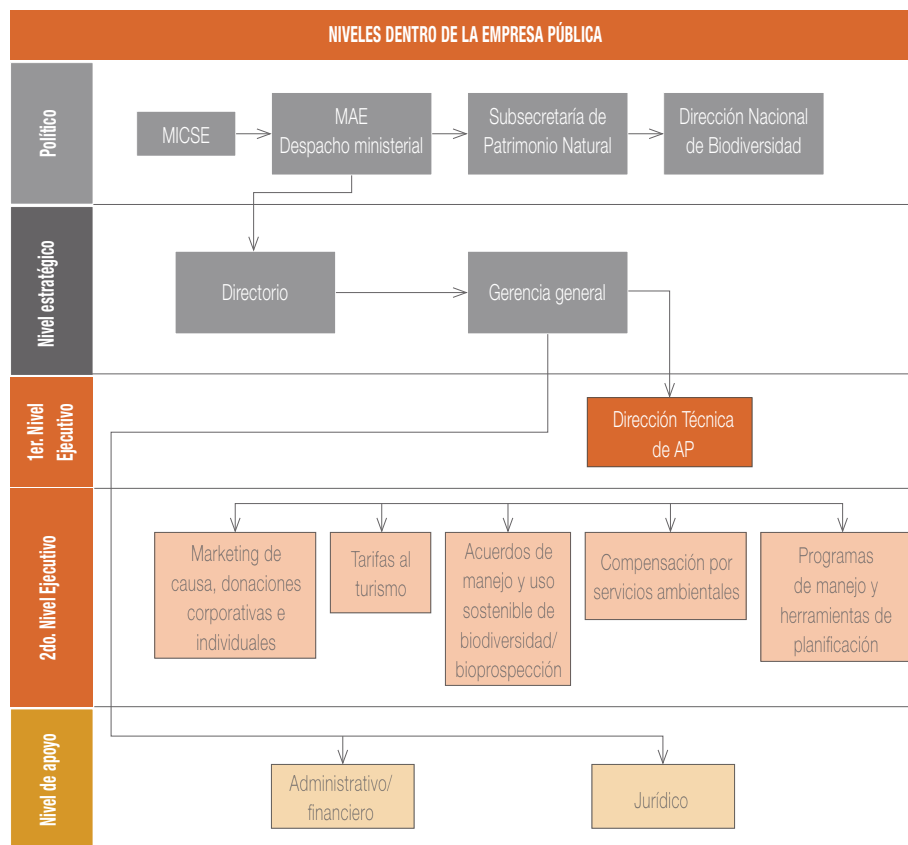 NIVELES DENTRO DE LA EMPRESA PÚBLICA
Político
MICSE
MAE
Despacho ministerial
Subsecretaría de
Patrimonio Natural
Dirección Nacional
de Biodiversidad
Nivel estratégico
Directorio
Gerencia general
1er. Nivel
Ejecutivo
Dirección Técnica
de AP
2do. Nivel Ejecutivo
Marketing de
causa, donaciones
corporativas e
individuales
Tarifas al
turismo
Acuerdos de
manejo y uso
sostenible de
biodiversidad/
bioprospección
Compensación por
servicios ambientales
Programas
de manejo y
herramientas de
planificación
Nivel de apoyo
Administrativo/
financiero
Jurídico